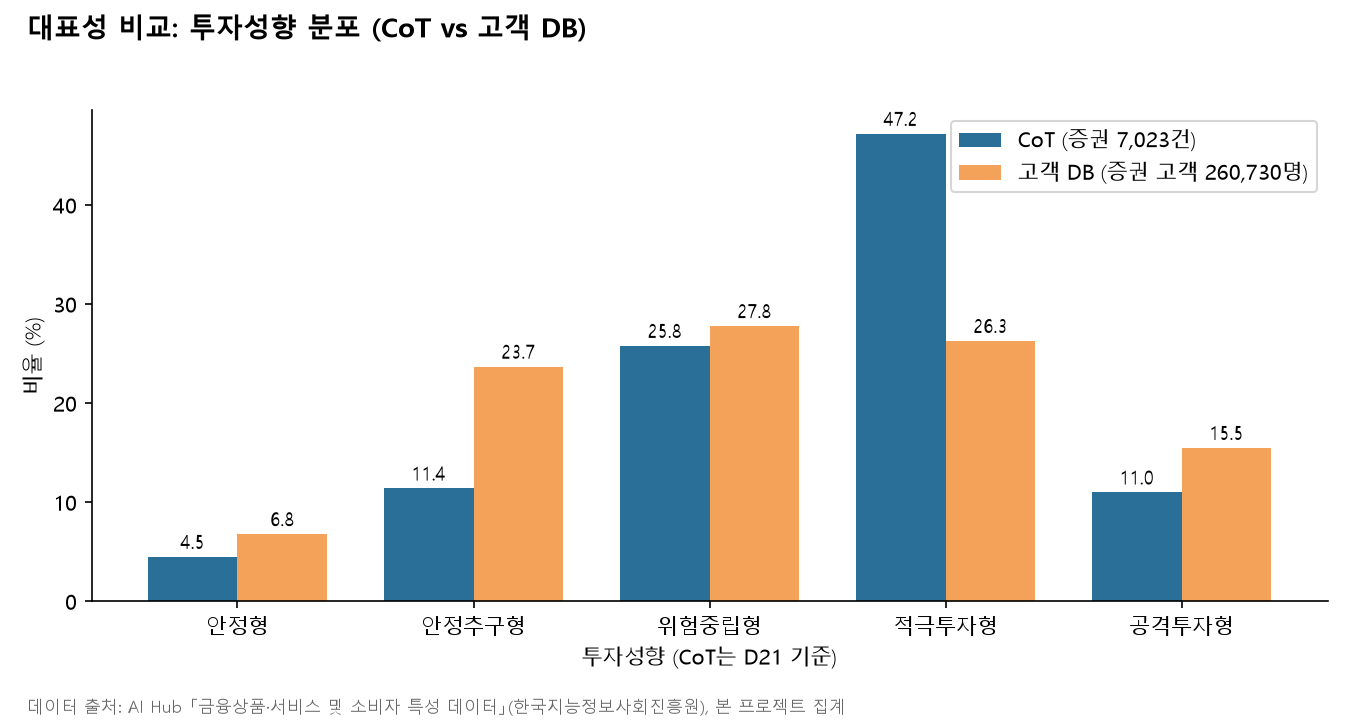 대표성 비교: 투자성향 분포 (CoT vs 고객 DB)
47.2
CoT (증권 7,023건)
고객 DB (증권 고객 260,730명)
40
30
20
10
0
비율 (%)
4.5
6.8
11.4
23.7
25.8
27.8
26.3
11.0
15.5
안정형
안정추구형
위험중립형
적극투자형
공격투자형
투자성향 (CoT는 D21 기준)
데이터 출처: AI Hub 「금융상품·서비스 및 소비자 특성 데이터」(한국지능정보사회진흥원), 본 프로젝트 집계